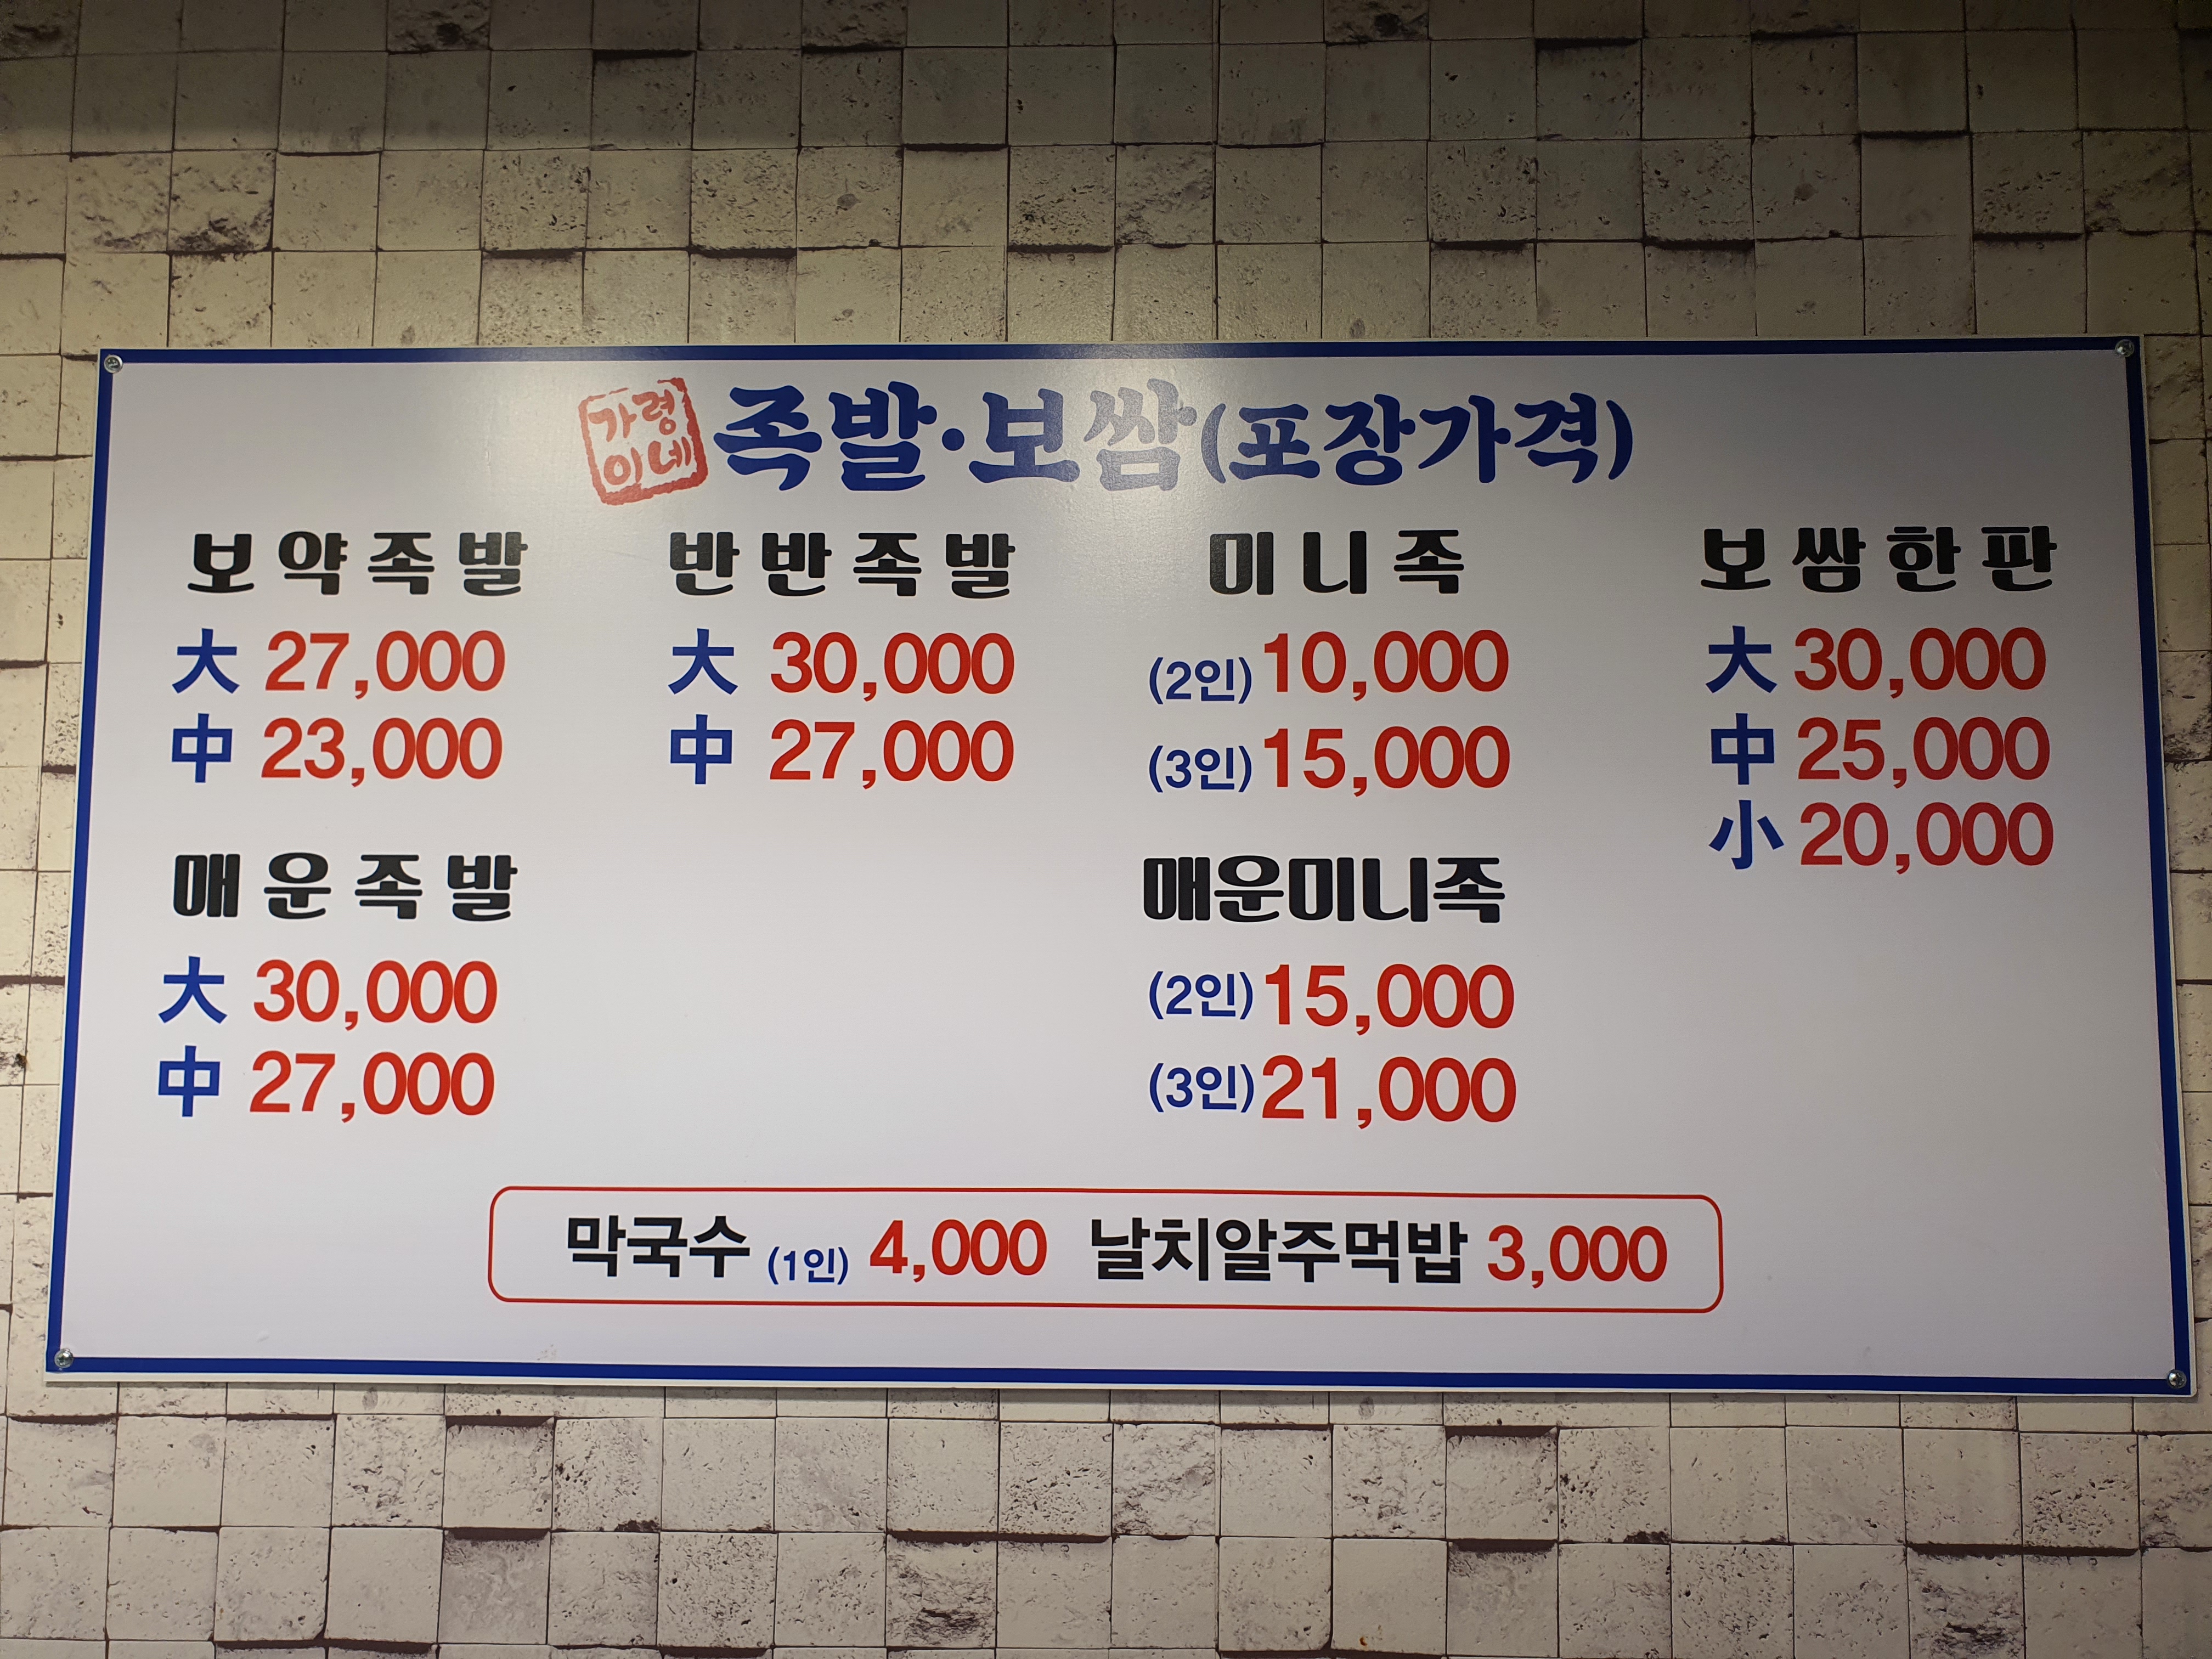 가령이네 족발·보쌈(포장가격)
보약족발
大 27,000
中 23,000
반반족발
大 30,000
中 27,000
미니족
(2인) 10,000
(3인) 15,000
보쌈한판
大 30,000
中 25,000
小 20,000
매운족발
大 30,000
中 27,000
매운미니족
(2인) 15,000
(3인) 21,000
막국수 (1인) 4,000 날치알주먹밥 3,000